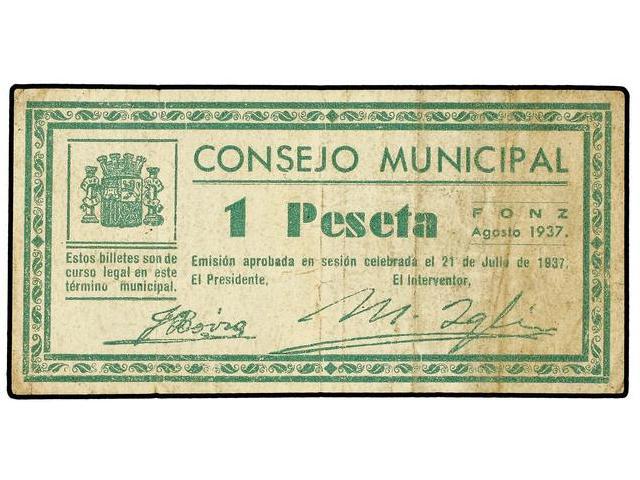 CONSEJO MUNICIPAL
1 Peseta
FONZ
Agosto 1937.
Estos billetes son de
curso legal en este
término municipal.
Emisión aprobada en sesión celebrada el 21 de Julio de 1937.
El Presidente,
El Interventor,